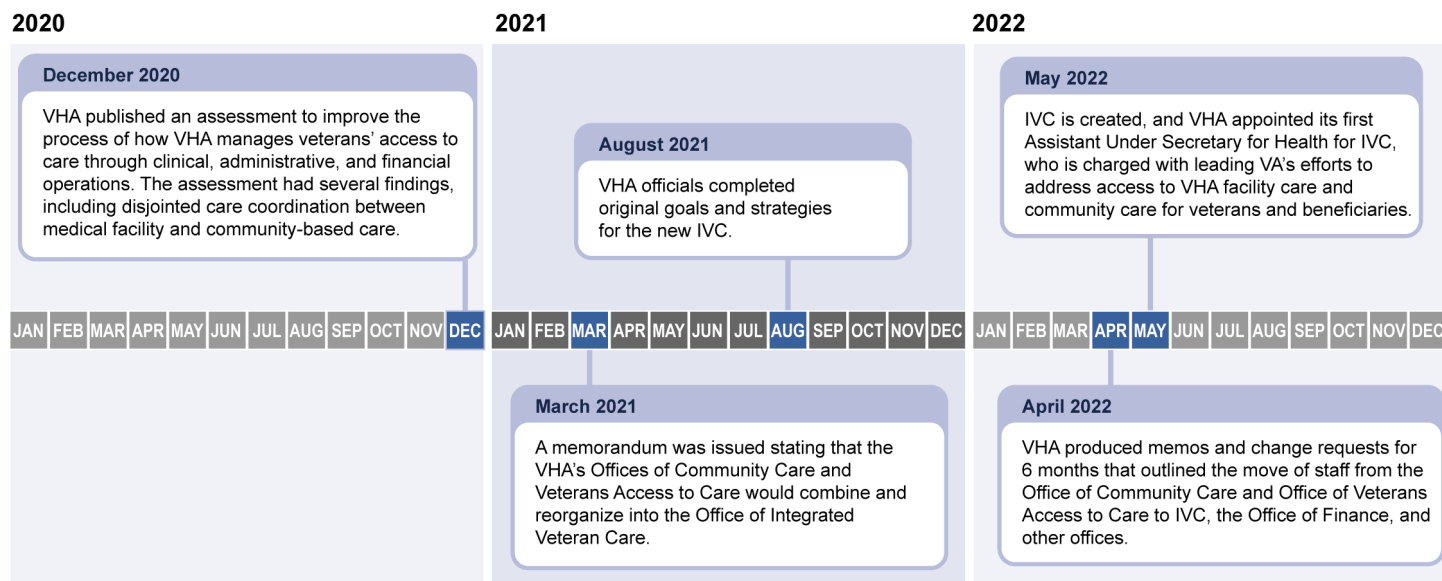 2020
December 2020
VHA published an assessment to improve the
process of how VHA manages veterans’ access to
care through clinical, administrative, and financial
operations. The assessment had several findings,
including disjointed care coordination between
medical facility and community-based care.
JAN FEB MAR APR MAY JUN JUL AUG SEP OCT NOV DEC
2021
August 2021
VHA officials completed
original goals and strategies
for the new IVC.
JAN FEB MAR APR MAY JUN JUL AUG SEP OCT NOV DEC
March 2021
A memorandum was issued stating that the
VHA’s Offices of Community Care and
Veterans Access to Care would combine and
reorganize into the Office of Integrated
Veteran Care.
2022
May 2022
IVC is created, and VHA appointed its first
Assistant Under Secretary for Health for IVC,
who is charged with leading VA’s efforts to
address access to VHA facility care and
community care for veterans and beneficiaries.
JAN FEB MAR APR MAY JUN JUL AUG SEP OCT NOV DEC
April 2022
VHA produced memos and change requests for
6 months that outlined the move of staff from the
Office of Community Care and Office of Veterans
Access to Care to IVC, the Office of Finance, and
other offices.